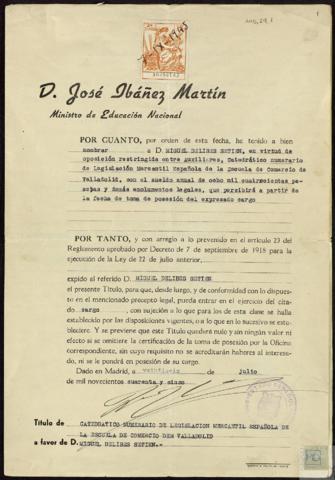 D. José Ibáñez Martín
Ministro de Educación Nacional
POR CUANTO, por orden de esta fecha, he tenido a bien
nombrar a D. MIGUEL DELIBES SETIEN, en virtud de
oposición restringida entre Auxiliares, Catedrático numerario
de Legislación Mercantil Española de la Escuela de Comercio de
Valladolid, con el sueldo anual de ocho mil cuatrocientas pe-
setas y demás emolumentos legales, que percibirá a partir de
la fecha de toma de posesión del expresado cargo
POR TANTO, y con arreglo a lo prevenido en el artículo 23 del
Reglamento aprobado por Decreto de 7 de septiembre de 1918 para
la ejecución de la Ley de 22 de julio anterior,
expido al referido D. MIGUEL DELIBES SETIEN
el presente Título, para que, desde luego, y de conformidad con lo dispues-
to en el mencionado precepto legal, pueda entrar en el ejercicio del cita-
do cargo, con sujeción a lo que para los de esta clase se halla
establecido por las disposiciones vigentes, o a lo que en lo sucesivo se esta-
bleciere. Y se previene que este Título quedará nulo y sin ningún valor ni
efecto si se omitiere la certificación de la toma de posesión por la Oficina
correspondiente, sin cuyo requisito no se acreditarán haberes al interesa-
do, ni se le pondrá en posesión de su cargo.
Dado en Madrid, a veintiseis de julio
de mil novecientos cuarenta y cinco
Título de CATEDRATICO NUMERARIO DE LEGISLACION MERCANTIL ESPAÑOLA DE
LA ESCUELA DE COMERCIO DEM VALLADOLID
a favor de D. MIGUEL DELIBES SETIEN.-